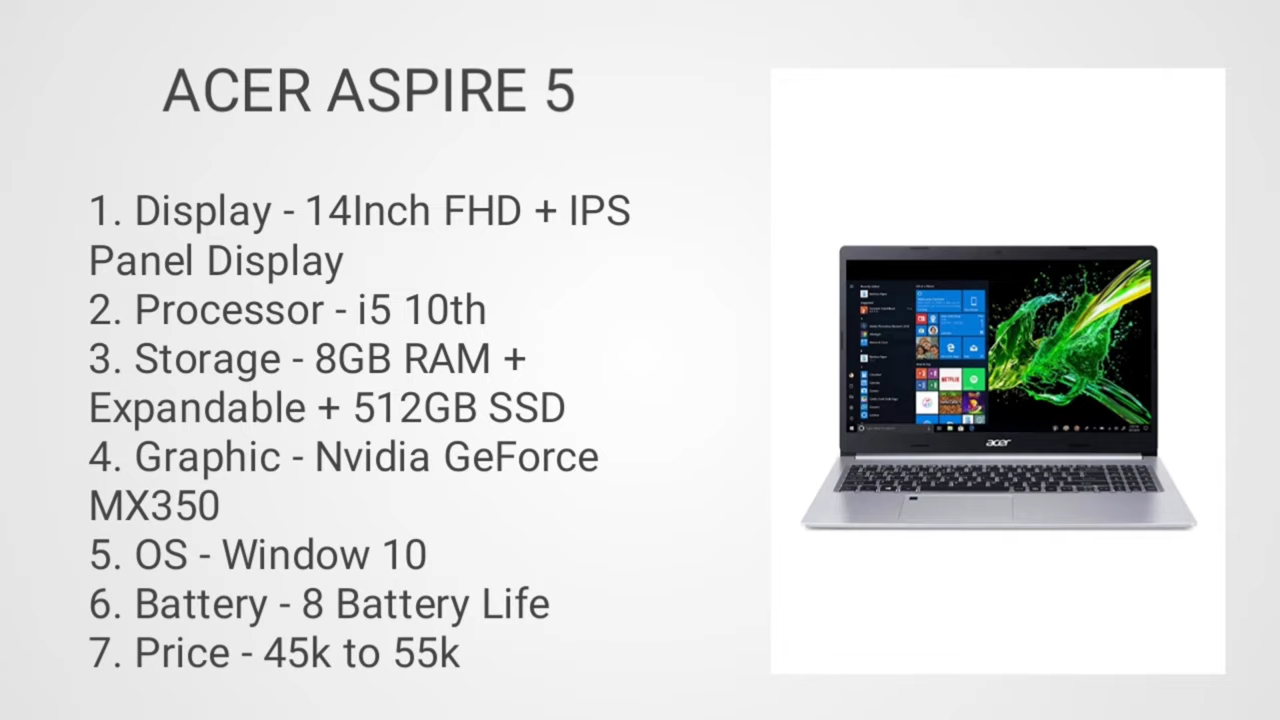 ACER ASPIRE 5
1. Display - 14Inch FHD + IPS
Panel Display
2. Processor - i5 10th
3. Storage - 8GB RAM +
Expandable + 512GB SSD
4. Graphic - Nvidia GeForce
MX350
5. OS - Window 10
6. Battery - 8 Battery Life
7. Price - 45k to 55k
NETFLIX
acer